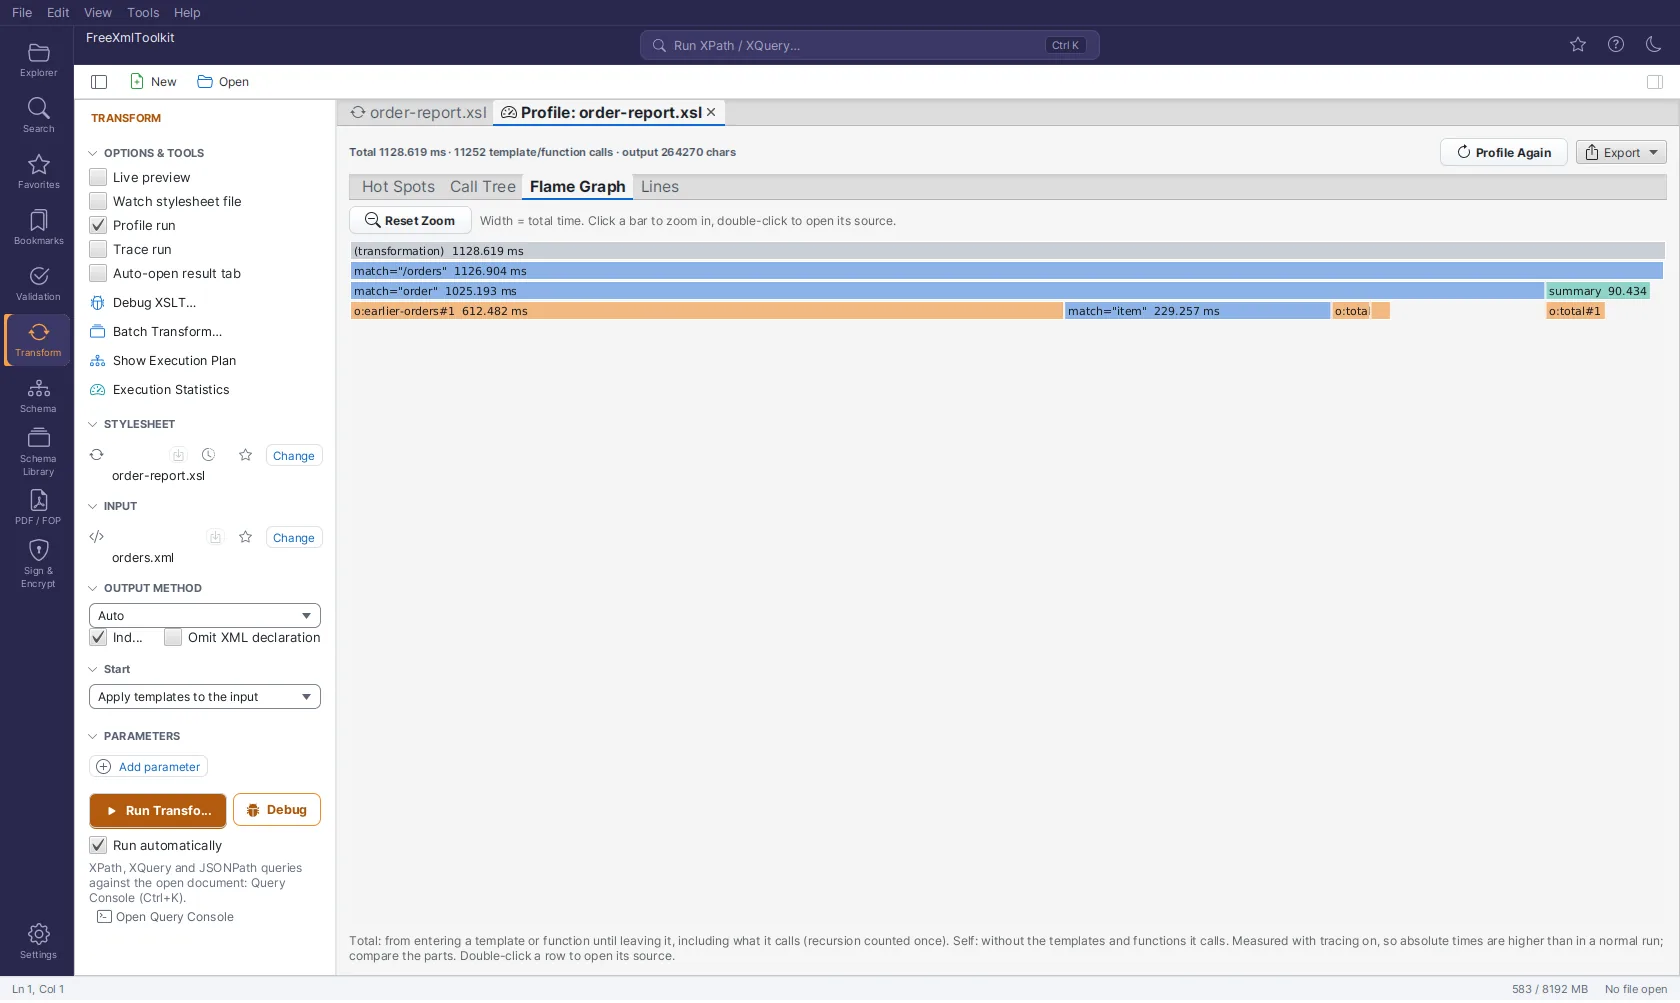 File Edit View Tools Help
FreeXmlToolkit
Run XPath / XQuery... Ctrl K
Explorer
Search
Favorites
Bookmarks
Validation
Transform
Schema
Schema
Library
PDF / FOP
Sign &
Encrypt
Settings
New Open
TRANSFORM
OPTIONS & TOOLS
Live preview
Watch stylesheet file
Profile run
Trace run
Auto-open result tab
Debug XSLT...
Batch Transform...
Show Execution Plan
Execution Statistics
STYLESHEET
Change
order-report.xsl
INPUT
Change
orders.xml
OUTPUT METHOD
Auto
Ind... Omit XML declaration
Start
Apply templates to the input
PARAMETERS
Add parameter
Run Transfo... Debug
Run automatically
XPath, XQuery and JSONPath queries
against the open document: Query
Console (Ctrl+K).
Open Query Console
order-report.xsl Profile: order-report.xsl
Total 1128.619 ms · 11252 template/function calls · output 264270 chars
Profile Again Export
Hot Spots Call Tree Flame Graph Lines
Reset Zoom Width = total time. Click a bar to zoom in, double-click to open its source.
(transformation) 1128.619 ms
match="/orders" 1126.904 ms
match="order" 1025.193 ms summary 90.434
o:earlier-orders#1 612.482 ms match="item" 229.257 ms o:total o:total#1
Total: from entering a template or function until leaving it, including what it calls (recursion counted once). Self: without the templates and functions it calls. Measured with tracing on, so absolute times are higher than in a normal run;
compare the parts. Double-click a row to open its source.
Ln 1, Col 1 583 / 8192 MB No file open